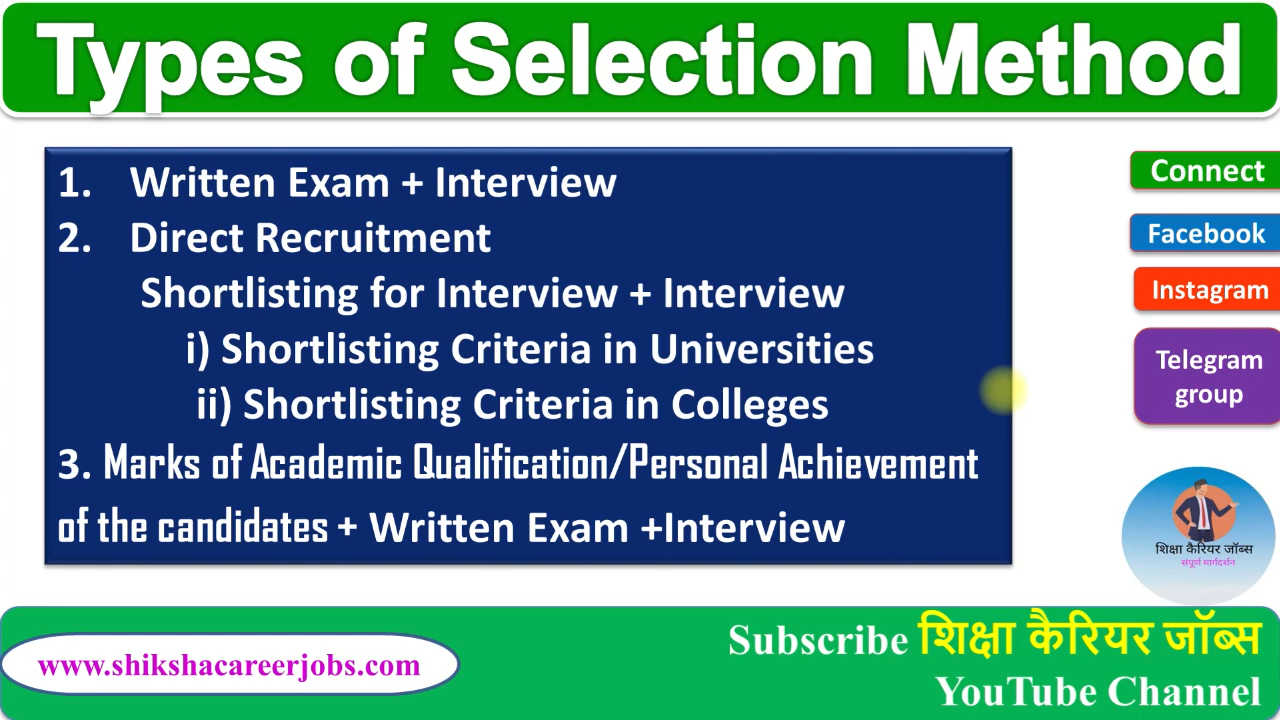 Types of Selection Method
1. Written Exam + Interview
2. Direct Recruitment
Shortlisting for Interview + Interview
i) Shortlisting Criteria in Universities
ii) Shortlisting Criteria in Colleges
3. Marks of Academic Qualification/Personal Achievement
of the candidates + Written Exam +Interview
Connect
Facebook
Instagram
Telegram
group
शिक्षा कैरियर जॉब्स
संपूर्ण मार्गदर्शन
www.shikshacareerjobs.com
Subscribe शिक्षा कैरियर जॉब्स
YouTube Channel